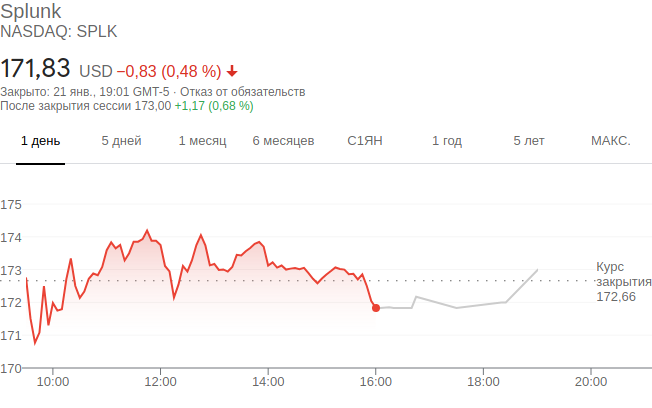 Splunk
NASDAQ: SPLK
171,83 USD −0,83 (0,48 %)
Закрыто: 21 янв., 19:01 GMT-5 · Отказ от обязательств
После закрытия сессии 173,00 +1,17 (0,68 %)
1 день 5 дней 1 месяц 6 месяцев С1ЯН 1 год 5 лет МАКС.
175
174
173
172
171
170
Курс
закрытия
172,66
10:00 12:00 14:00 16:00 18:00 20:00